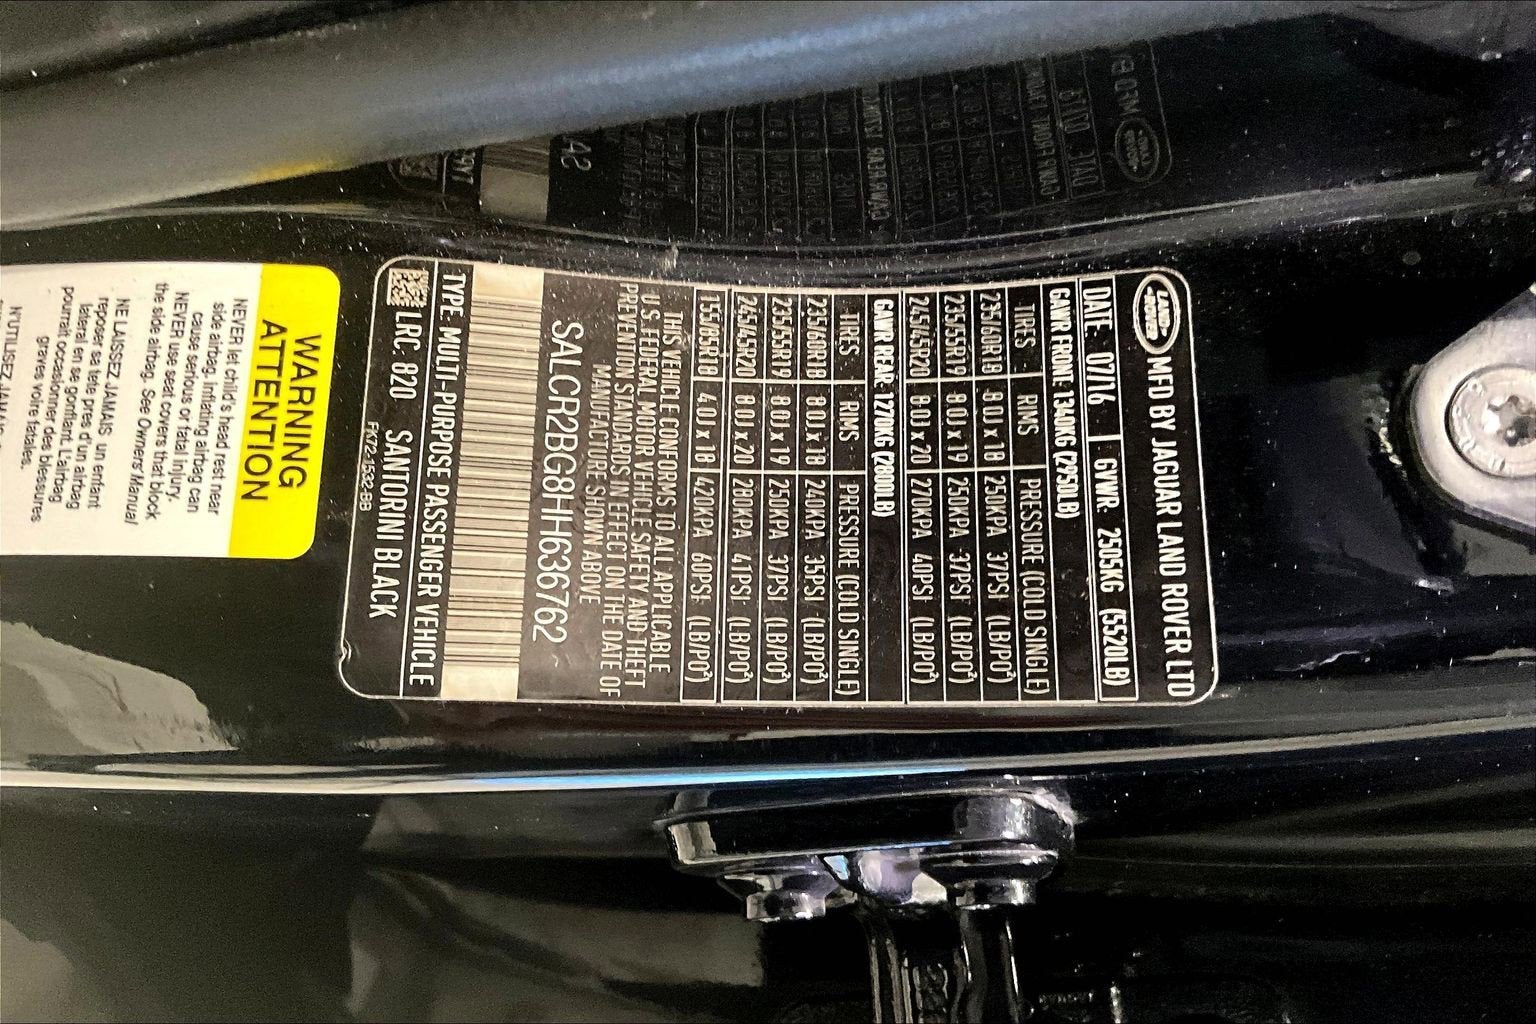 LAND ROVER
MFD BY JAGUAR LAND ROVER LTD
DATE: 07/16 GVWR: 2505KG (5520LB)
GAWR FRONT: 1340KG (2950LB)
TIRES RIMS PRESSURE (COLD SINGLE)
235/60R18 8.0J x 18 250KPA 37PSI (LB/PO²)
235/55R19 8.0J x 19 250KPA 37PSI (LB/PO²)
245/45R20 8.0J x 20 270KPA 40PSI (LB/PO²)
GAWR REAR: 1270KG (2800LB)
TIRES RIMS PRESSURE (COLD SINGLE)
235/60R18 8.0J x 18 240KPA 35PSI (LB/PO²)
235/55R19 8.0J x 19 250KPA 37PSI (LB/PO²)
245/45R20 8.0J x 20 280KPA 41PSI (LB/PO²)
155/85R18 4.0J x 18 420KPA 60PSI (LB/PO²)
THIS VEHICLE CONFORMS TO ALL APPLICABLE
U.S. FEDERAL MOTOR VEHICLE SAFETY AND THEFT
PREVENTION STANDARDS IN EFFECT ON THE DATE OF
MANUFACTURE SHOWN ABOVE
SALCR2BG8HH636762
TYPE: MULTI-PURPOSE PASSENGER VEHICLE
LRC: 820 SANTORINI BLACK
FK72-1532-BB
WARNING
ATTENTION
NEVER let child's head rest near
side airbag, inflating airbag can
cause serious or fatal injury.
NEVER use seat covers that block
the side airbag. See Owners Manual
NE LAISSEZ JAMAIS un enfant
reposer sa tete pres d'un airbag
lateral en se gonflant. L'airbag
pourrait occasionner des blessures
graves voire fatales.
N'UTILISEZ JAMAIS